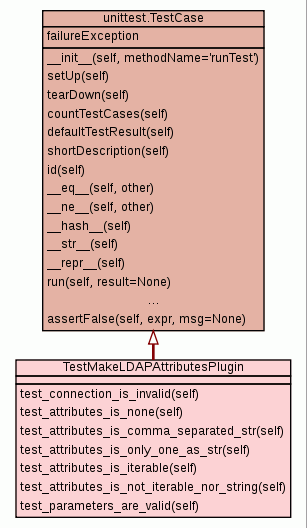 unittest.TestCase
failureException
__init__(self, methodName='runTest')
setUp(self)
tearDown(self)
countTestCases(self)
defaultTestResult(self)
shortDescription(self)
id(self)
__eq__(self, other)
__ne__(self, other)
__hash__(self)
__str__(self)
__repr__(self)
run(self, result=None)
...
assertFalse(self, expr, msg=None)
TestMakeLDAPAttributesPlugin
test_connection_is_invalid(self)
test_attributes_is_none(self)
test_attributes_is_comma_separated_str(self)
test_attributes_is_only_one_as_str(self)
test_attributes_is_iterable(self)
test_attributes_is_not_iterable_nor_string(self)
test_parameters_are_valid(self)